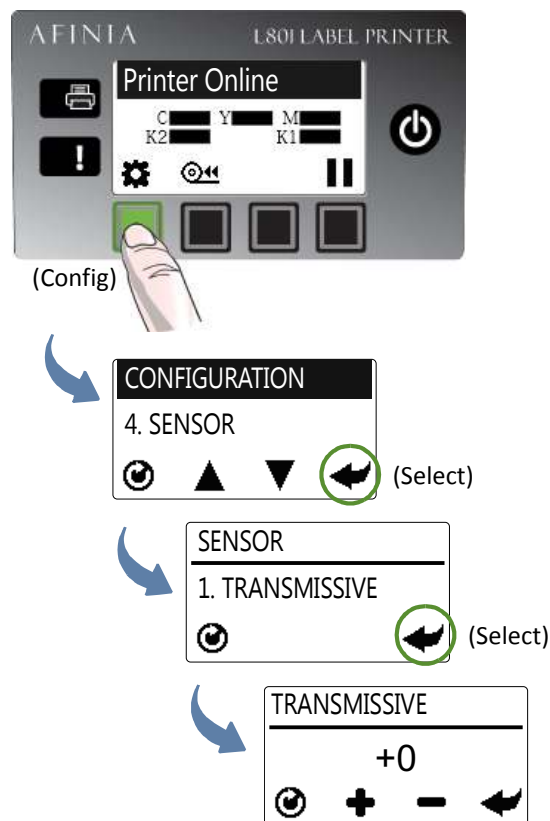 AFINIA L801 LABEL PRINTER
Printer Online
C Y M
K2 K1
!
(Config)
CONFIGURATION
4. SENSOR
(Select)
SENSOR
1. TRANSMISSIVE
(Select)
TRANSMISSIVE
+0